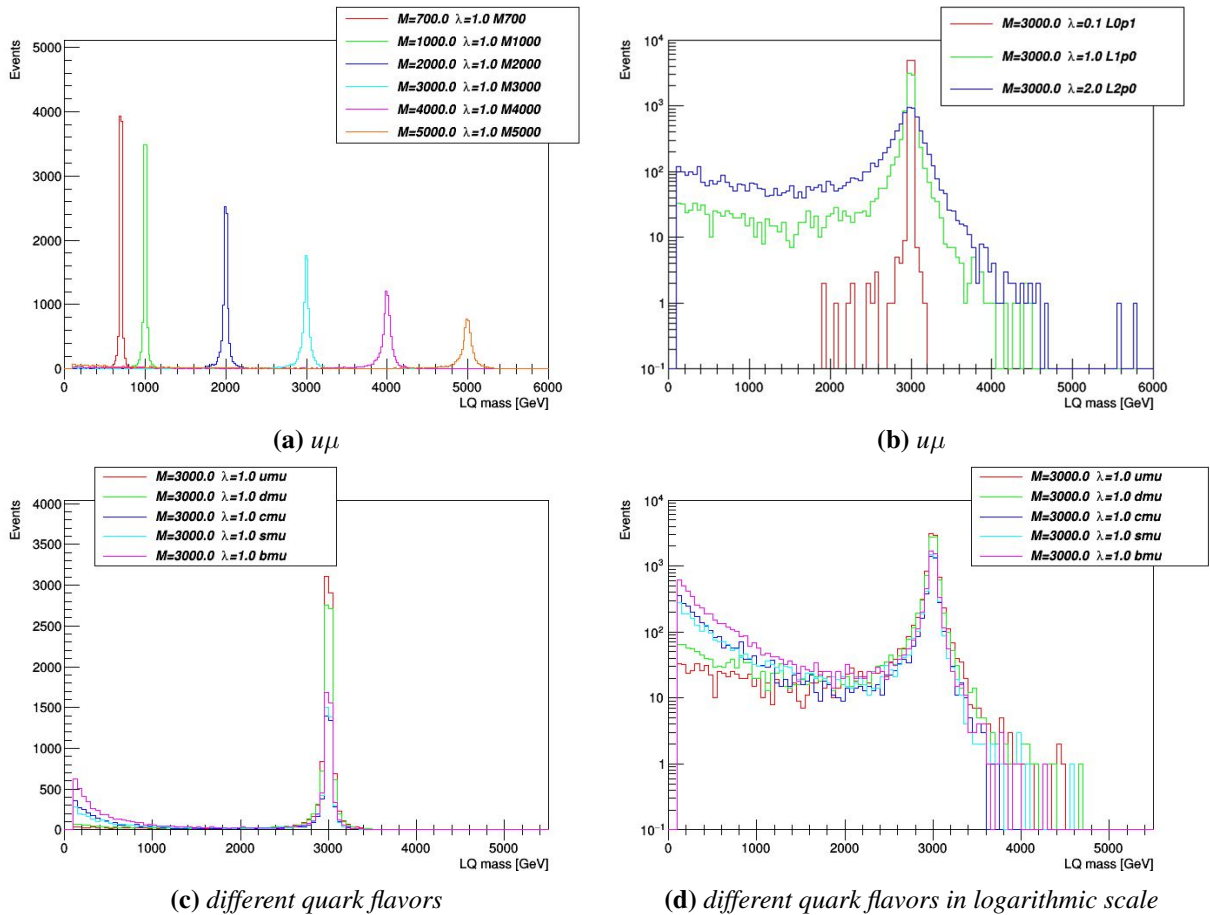 M=700.0 λ=1.0 M700
M=1000.0 λ=1.0 M1000
M=2000.0 λ=1.0 M2000
M=3000.0 λ=1.0 M3000
M=4000.0 λ=1.0 M4000
M=5000.0 λ=1.0 M5000
Events
5000
4000
3000
2000
1000
0
0 1000 2000 3000 4000 5000 6000
LQ mass [GeV]
(a) uμ
M=3000.0 λ=0.1 L0p1
M=3000.0 λ=1.0 L1p0
M=3000.0 λ=2.0 L2p0
Events
10⁴
10³
10²
10
1
10⁻¹
0 1000 2000 3000 4000 5000 6000
LQ mass [GeV]
(b) uμ
M=3000.0 λ=1.0 umu
M=3000.0 λ=1.0 dmu
M=3000.0 λ=1.0 cmu
M=3000.0 λ=1.0 smu
M=3000.0 λ=1.0 bmu
Events
4000
3500
3000
2500
2000
1500
1000
500
0
0 1000 2000 3000 4000 5000
LQ mass [GeV]
(c) different quark flavors
M=3000.0 λ=1.0 umu
M=3000.0 λ=1.0 dmu
M=3000.0 λ=1.0 cmu
M=3000.0 λ=1.0 smu
M=3000.0 λ=1.0 bmu
Events
10⁴
10³
10²
10
1
10⁻¹
0 1000 2000 3000 4000 5000
LQ mass [GeV]
(d) different quark flavors in logarithmic scale